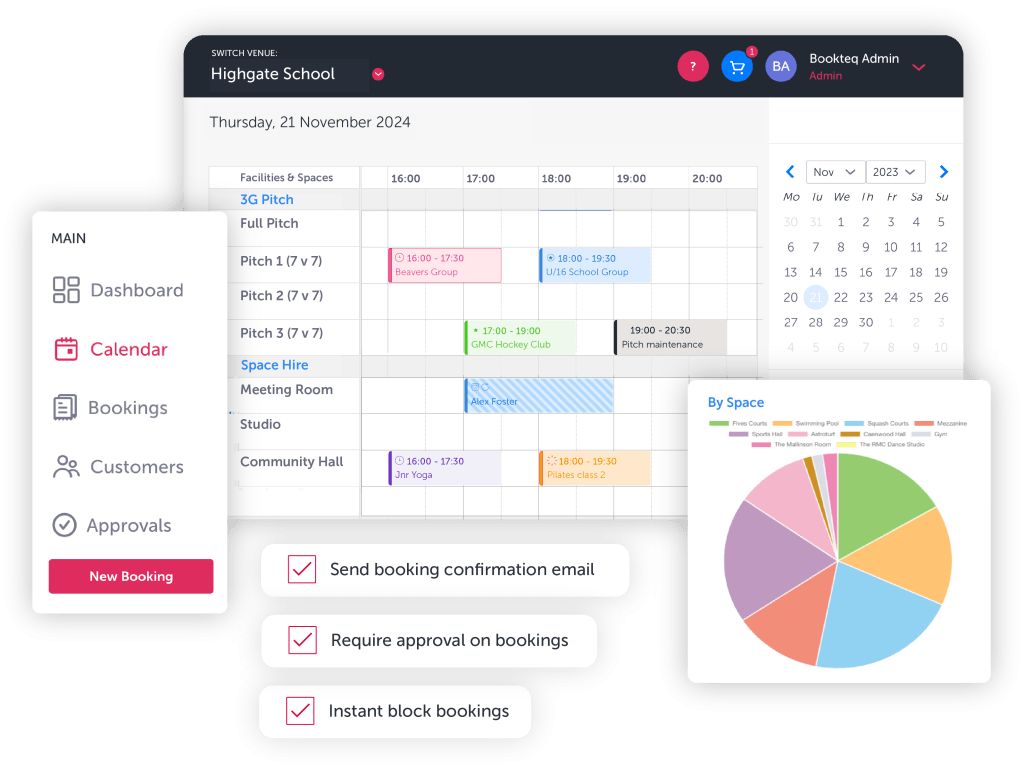 SWITCH VENUE:
Highgate School
?
1
BA
Bookteq Admin
Admin
Thursday, 21 November 2024
Facilities & Spaces 16:00 17:00 18:00 19:00 20:00
3G Pitch
Full Pitch
Pitch 1 (7 v 7)
16:00 - 17:30
Beavers Group
18:00 - 19:30
U/16 School Group
Pitch 2 (7 v 7)
Pitch 3 (7 v 7)
17:00 - 19:00
GMC Hockey Club
19:00 - 20:30
Pitch maintenance
Space Hire
Meeting Room
Alex Foster
Studio
Community Hall
16:00 - 17:30
Jnr Yoga
18:00 - 19:30
Pilates class 2
Nov 2023
Mo Tu We Th Fr Sa Su
30 31 1 2 3 4 5
6 7 8 9 10 11 12
13 14 15 16 17 18 19
20 21 22 23 24 25 26
27 28 29 30 1 2 3
4 5 6 7 8 9 10
MAIN
Dashboard
Calendar
Bookings
Customers
Approvals
New Booking
Send booking confirmation email
Require approval on bookings
Instant block bookings
By Space
Fives Courts Swimming Pool Squash Courts Mezzanine
Sports Hall Astroturf Caenwood Hall Gym
The Mallinson Room The RMC Dance Studio